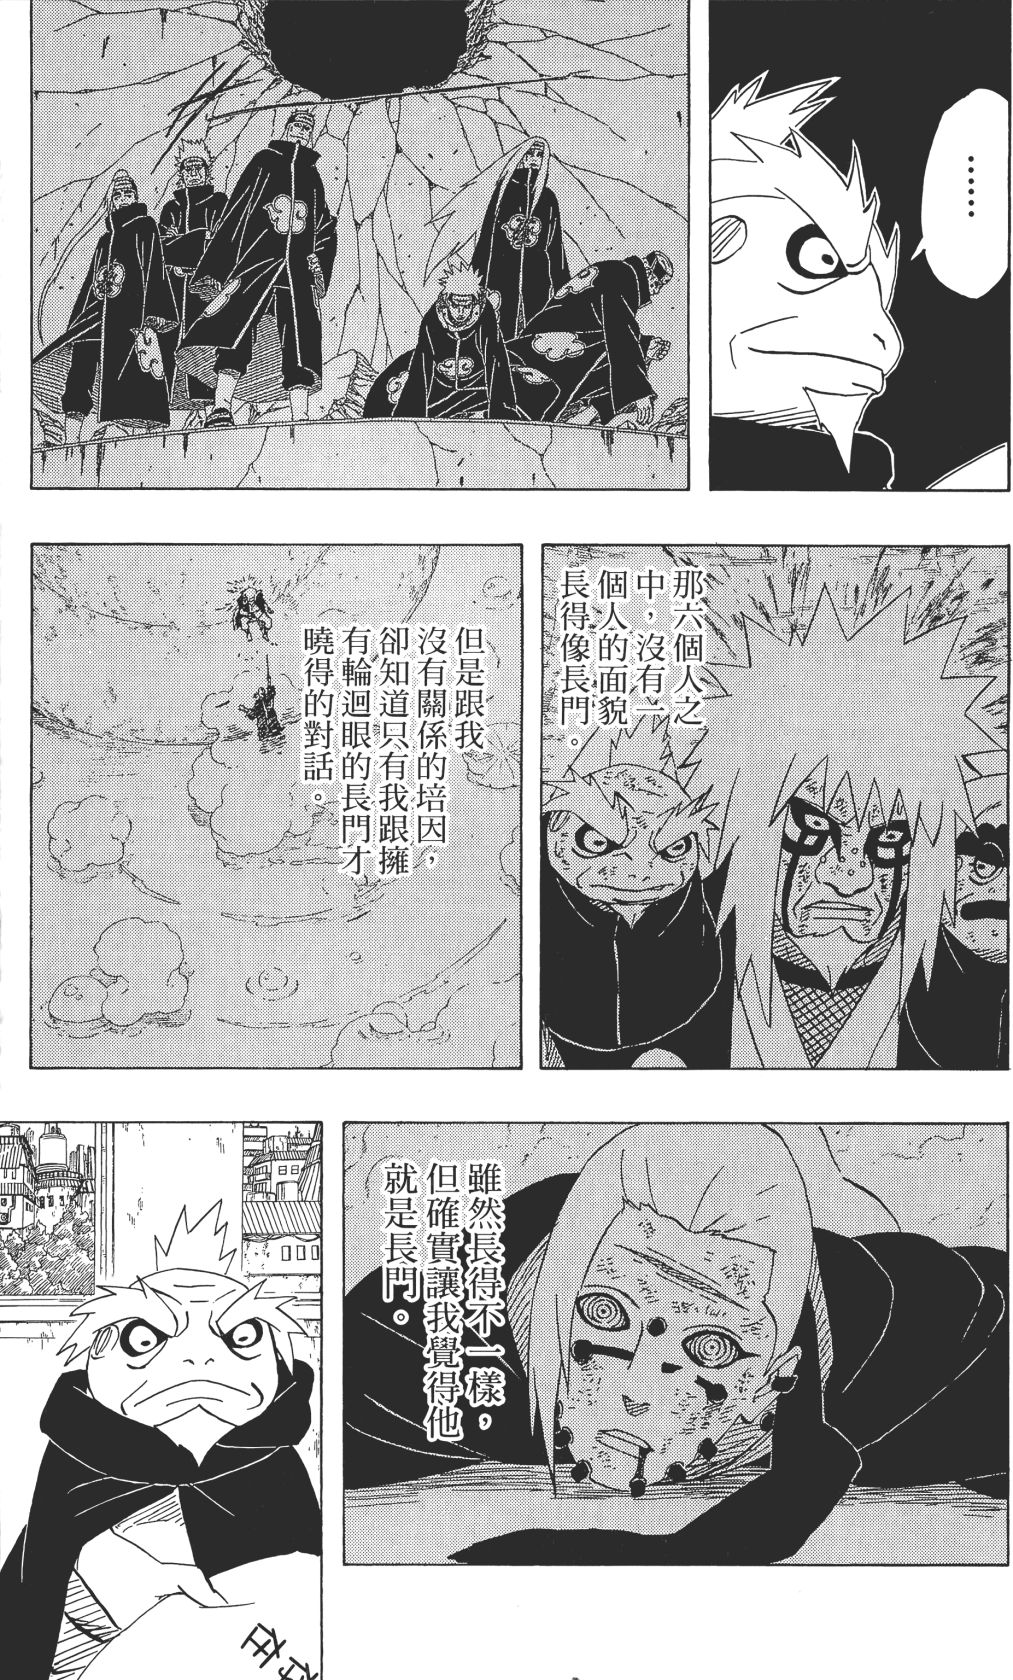 ……
那六個人之
中，沒有一
個人的面貌
長得像長門。
但是跟我
沒有關係的培因，
卻知道只有我跟擁
有輪迴眼的長門才
曉得的對話。
雖然長得不一樣，
但確實讓我覺得他
就是長門。
在